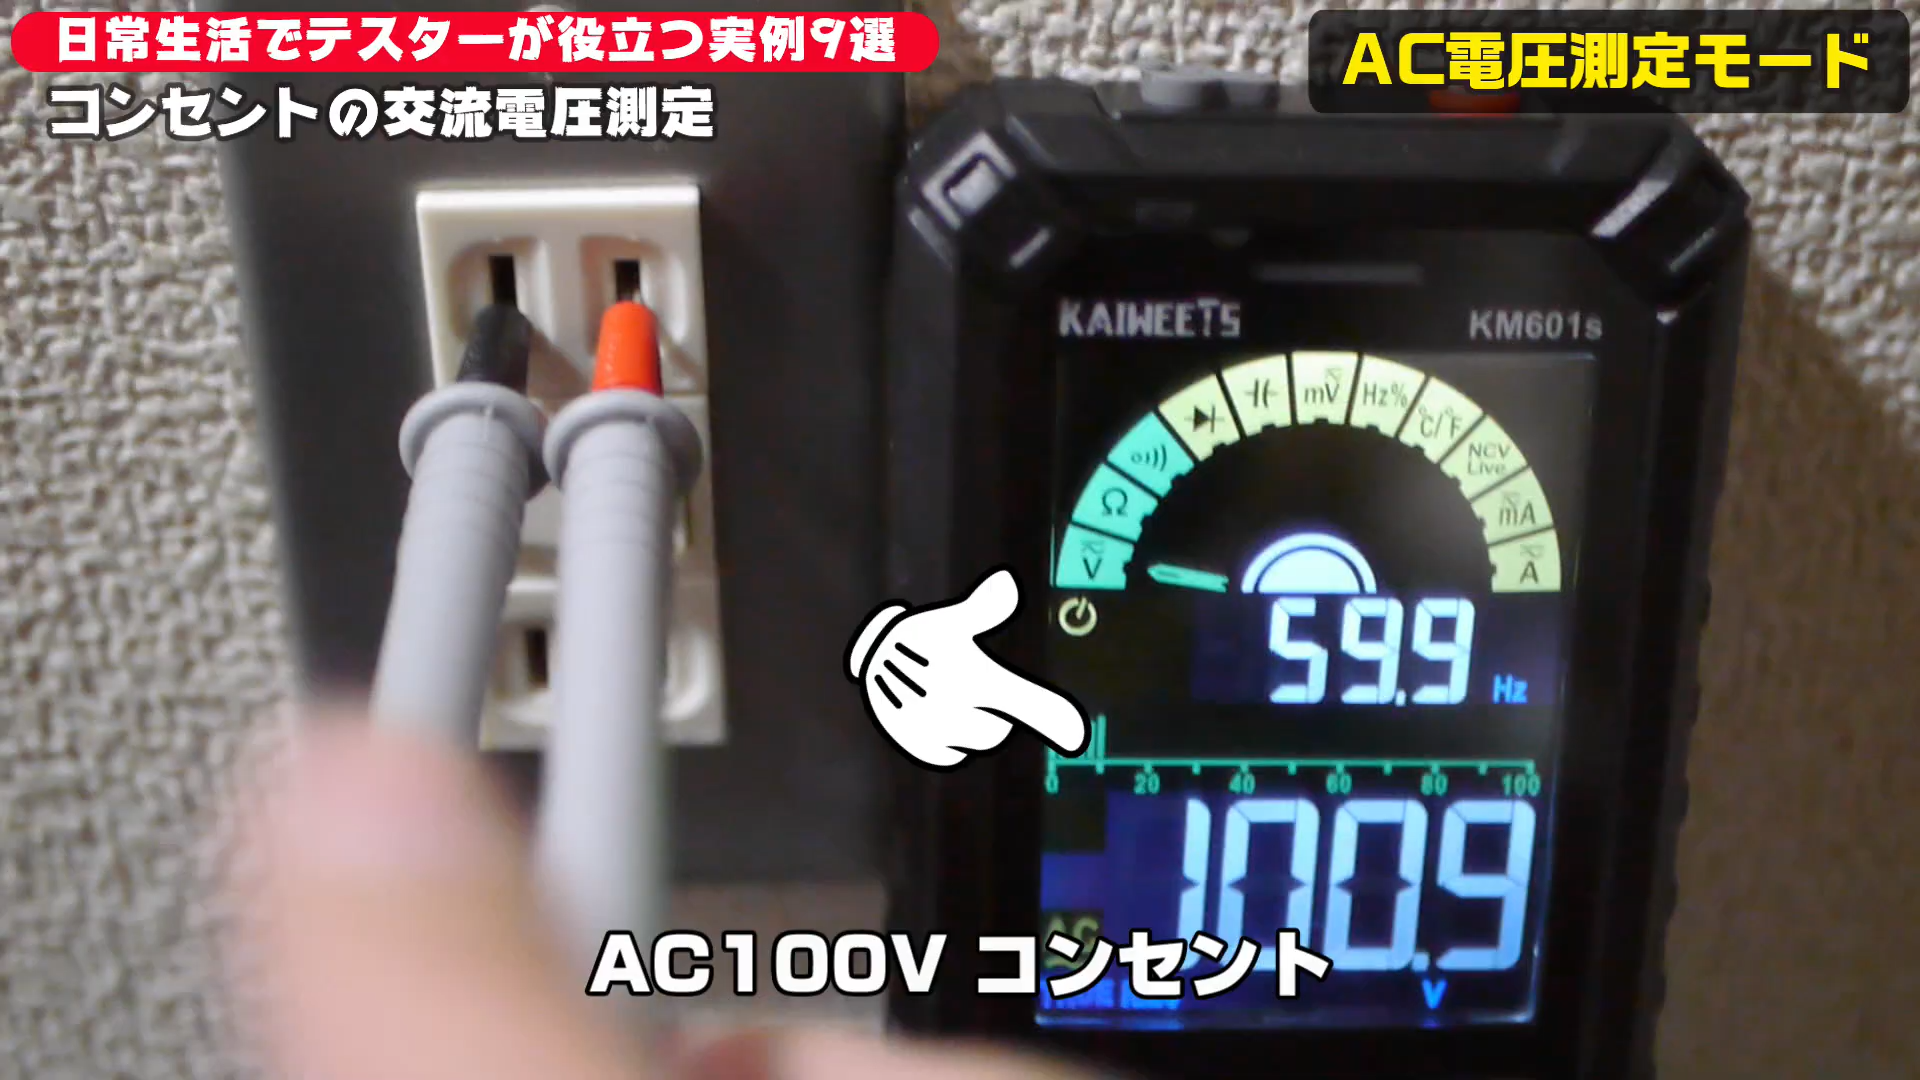 日常生活でテスターが役立つ実例9選
コンセントの交流電圧測定
AC電圧測定モード
KAIWEETS
KM601s
mV
Hz%
°C/°F
NCV
Live
Ω
mA
V
A
59.9 Hz
0 20 40 60 80 100
100.9
AC
V
AC100V コンセント